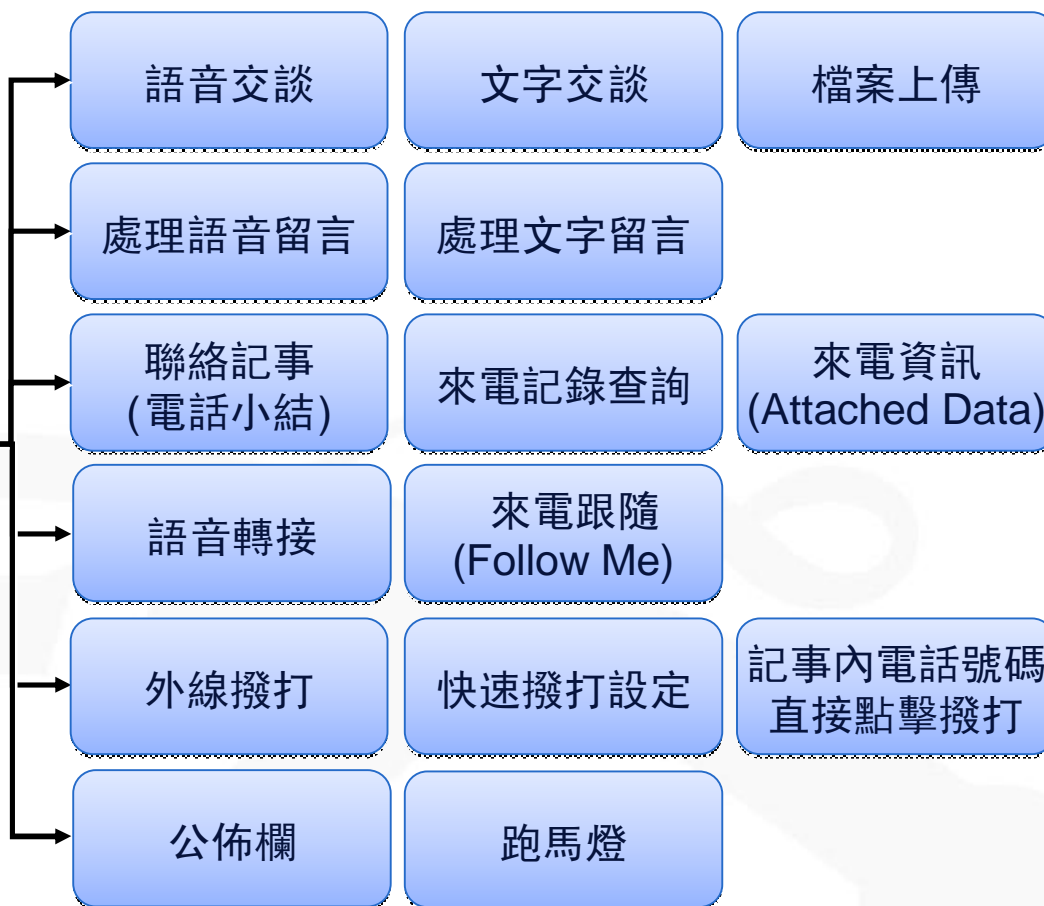 語音交談
文字交談
檔案上傳
處理語音留言
處理文字留言
聯絡記事
(電話小結)
來電記錄查詢
來電資訊
(Attached Data)
語音轉接
來電跟隨
(Follow Me)
外線撥打
快速撥打設定
記事內電話號碼
直接點擊撥打
公佈欄
跑馬燈